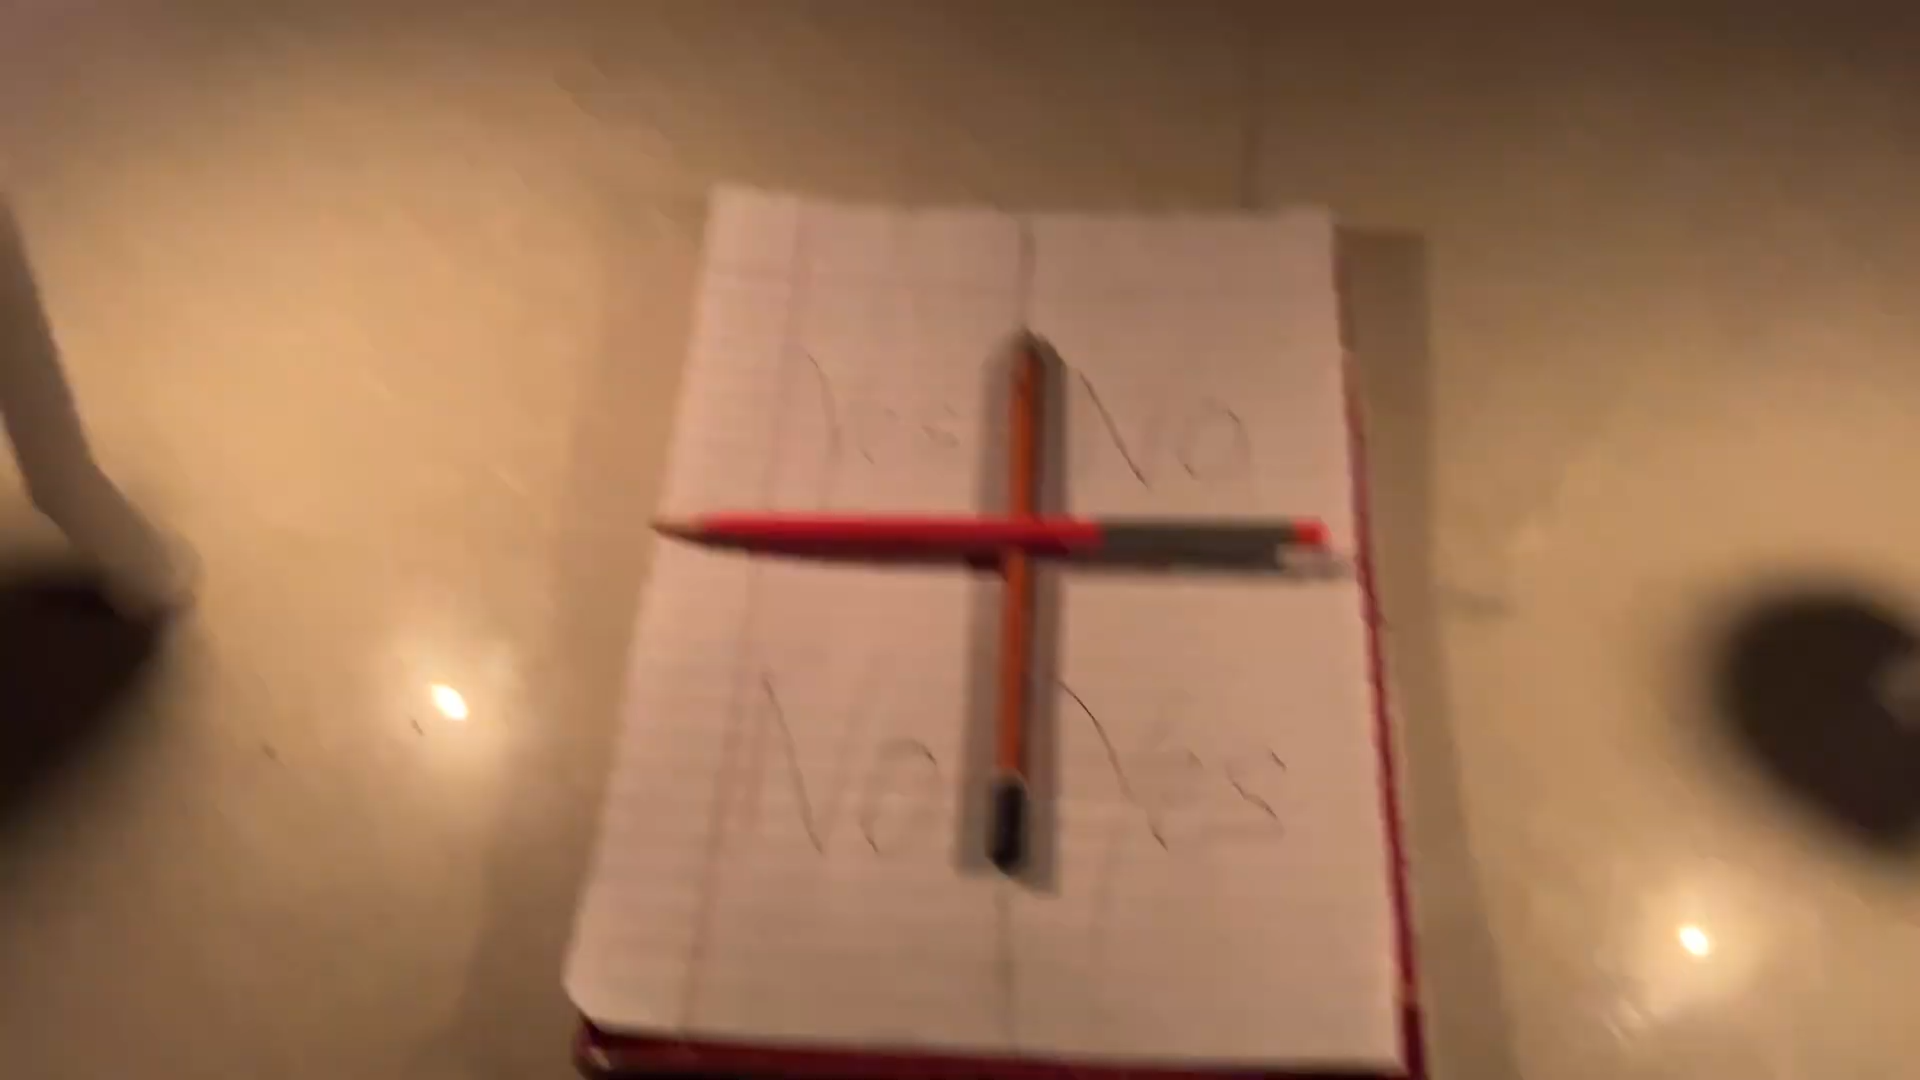 Yes No
No Yes